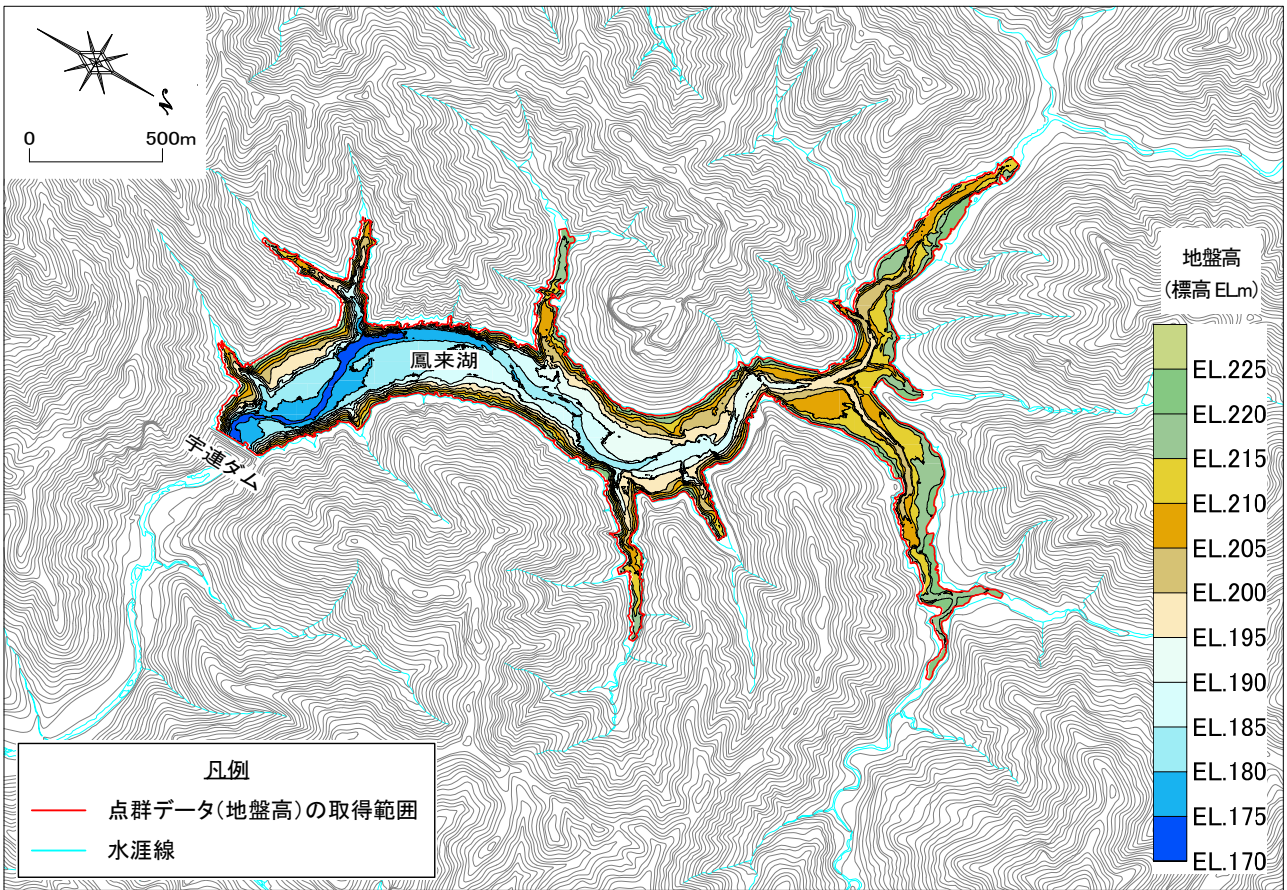 N
0 500m
鳳来湖
宇連ダム
地盤高
(標高 ELm)
EL.225
EL.220
EL.215
EL.210
EL.205
EL.200
EL.195
EL.190
EL.185
EL.180
EL.175
EL.170
凡例
点群データ(地盤高)の取得範囲
水涯線